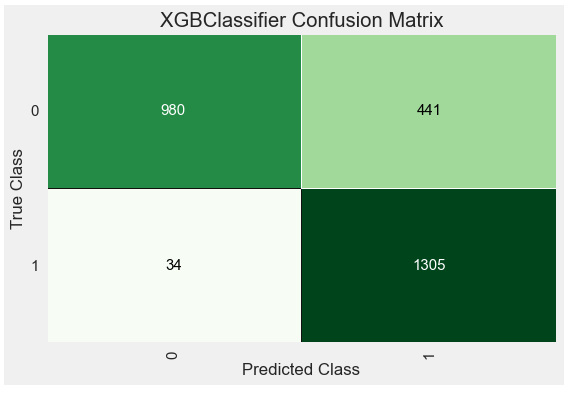 XGBClassifier Confusion Matrix
0
980
441
True Class
1
34
1305
0
1
Predicted Class